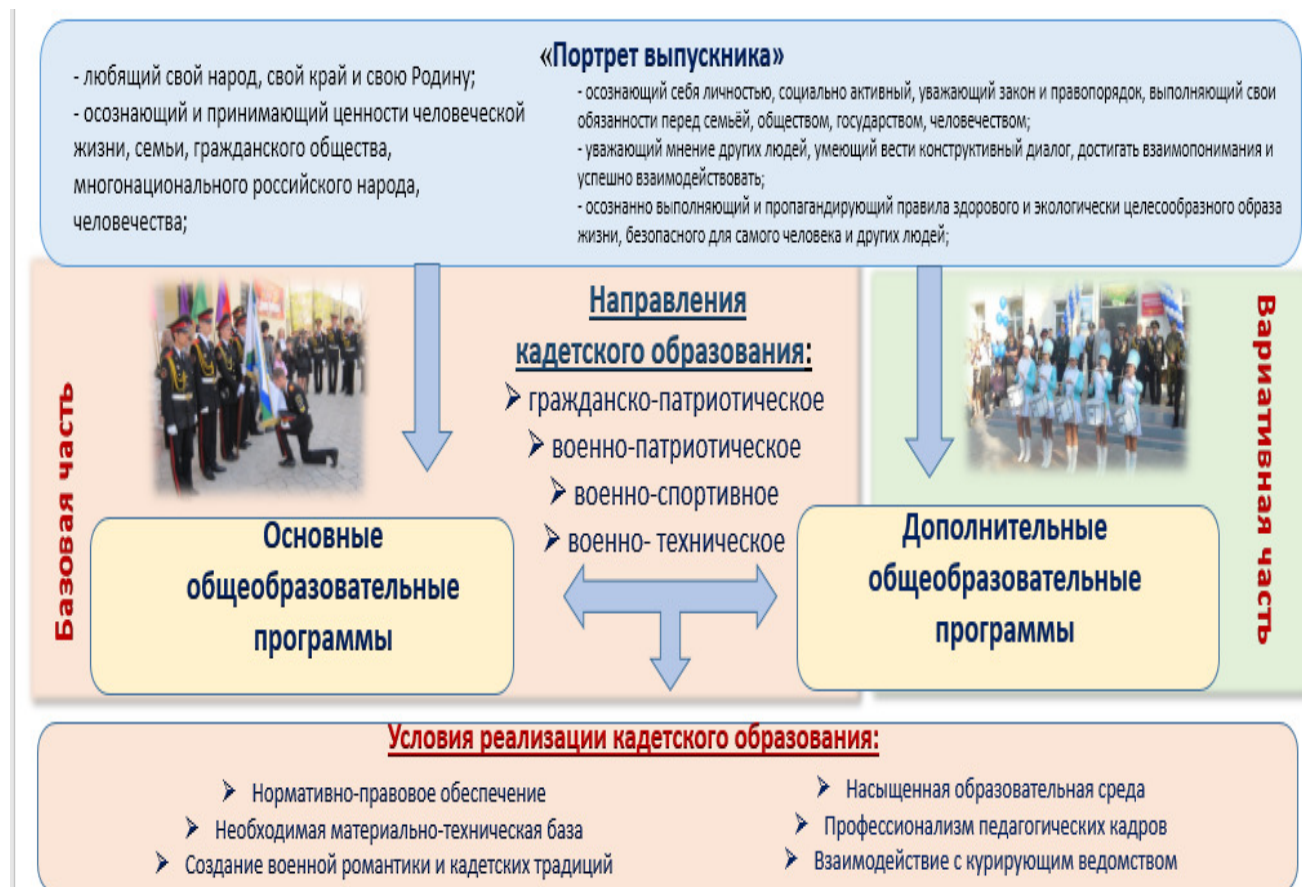 «Портрет выпускника»
- любящий свой народ, свой край и свою Родину;
- осознающий и принимающий ценности человеческой
жизни, семьи, гражданского общества,
многонационального российского народа,
человечества;
- осознающий себя личностью, социально активный, уважающий закон и правопорядок, выполняющий свои
обязанности перед семьёй, обществом, государством, человечеством;
- уважающий мнение других людей, умеющий вести конструктивный диалог, достигать взаимопонимания и
успешно взаимодействовать;
- осознанно выполняющий и пропагандирующий правила здорового и экологически целесообразного образа
жизни, безопасного для самого человека и других людей;
Базовая часть
Направления
кадетского образования:
➢ гражданско-патриотическое
➢ военно-патриотическое
➢ военно-спортивное
➢ военно- техническое
Вариативная часть
Основные
общеобразовательные
программы
Дополнительные
общеобразовательные
программы
Условия реализации кадетского образования:
➢ Нормативно-правовое обеспечение
➢ Необходимая материально-техническая база
➢ Создание военной романтики и кадетских традиций
➢ Насыщенная образовательная среда
➢ Профессионализм педагогических кадров
➢ Взаимодействие с курирующим ведомством